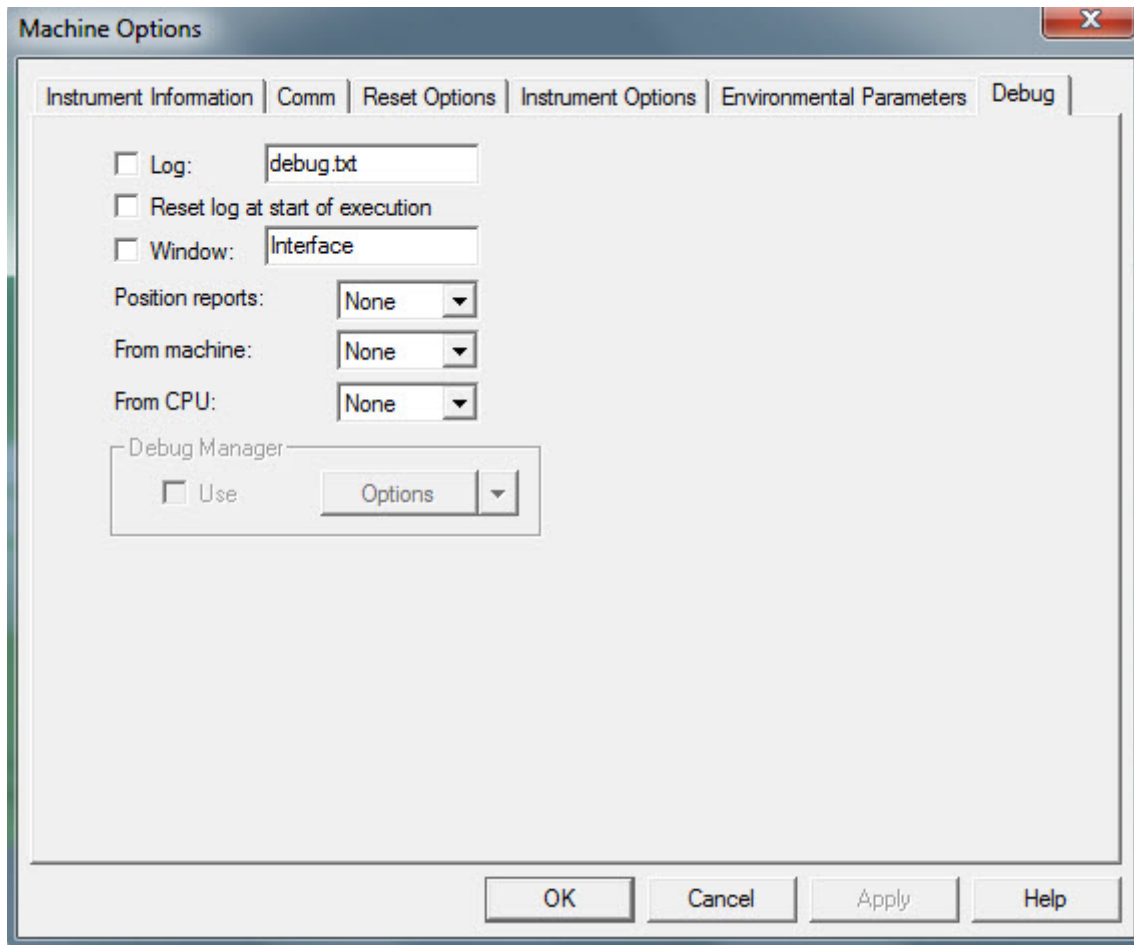 Machine Options
Instrument Information Comm Reset Options Instrument Options Environmental Parameters Debug
Log: debug.txt
Reset log at start of execution
Window: Interface
Position reports: None
From machine: None
From CPU: None
Debug Manager
Use Options
OK Cancel Apply Help